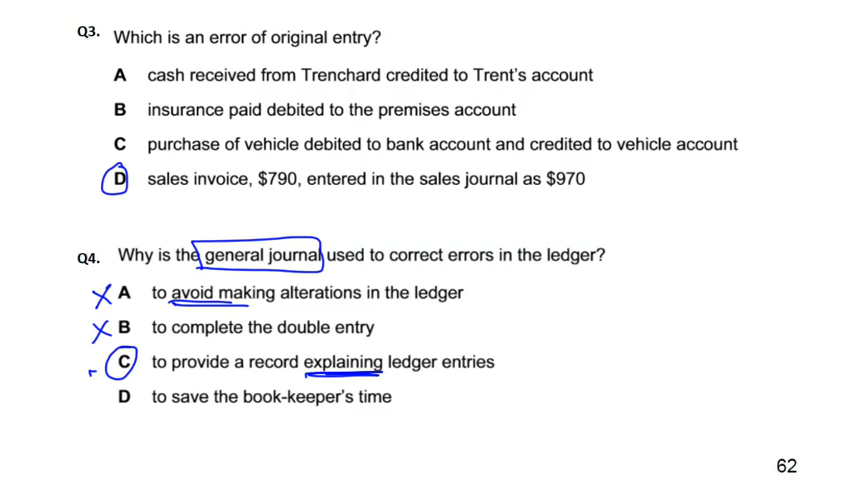 Q3. Which is an error of original entry?
A cash received from Trenchard credited to Trent's account
B insurance paid debited to the premises account
C purchase of vehicle debited to bank account and credited to vehicle account
D sales invoice, $790, entered in the sales journal as $970
Q4. Why is the general journal used to correct errors in the ledger?
A to avoid making alterations in the ledger
B to complete the double entry
C to provide a record explaining ledger entries
D to save the book-keeper's time
62